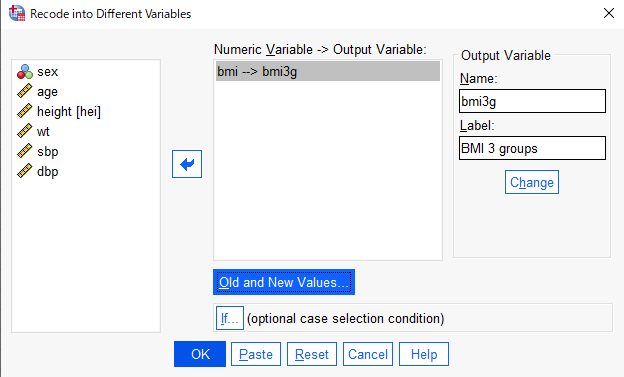 Recode into Different Variables
sex
age
height [hei]
wt
sbp
dbp
Numeric Variable -> Output Variable:
bmi --> bmi3g
Output Variable
Name:
bmi3g
Label:
BMI 3 groups
Change
Old and New Values...
If... (optional case selection condition)
OK Paste Reset Cancel Help